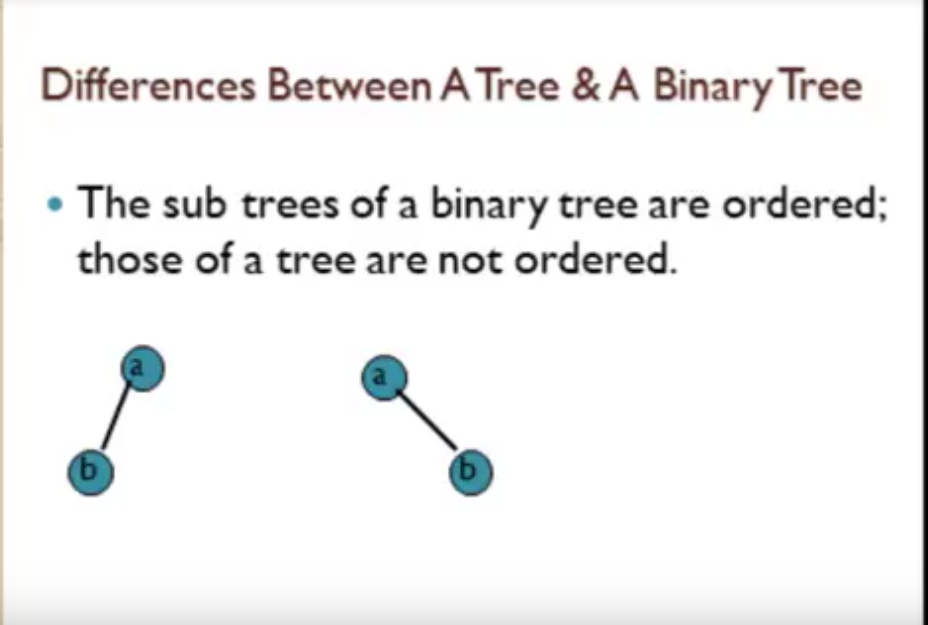 Differences Between A Tree & A Binary Tree
• The sub trees of a binary tree are ordered;
those of a tree are not ordered.
a a
b b